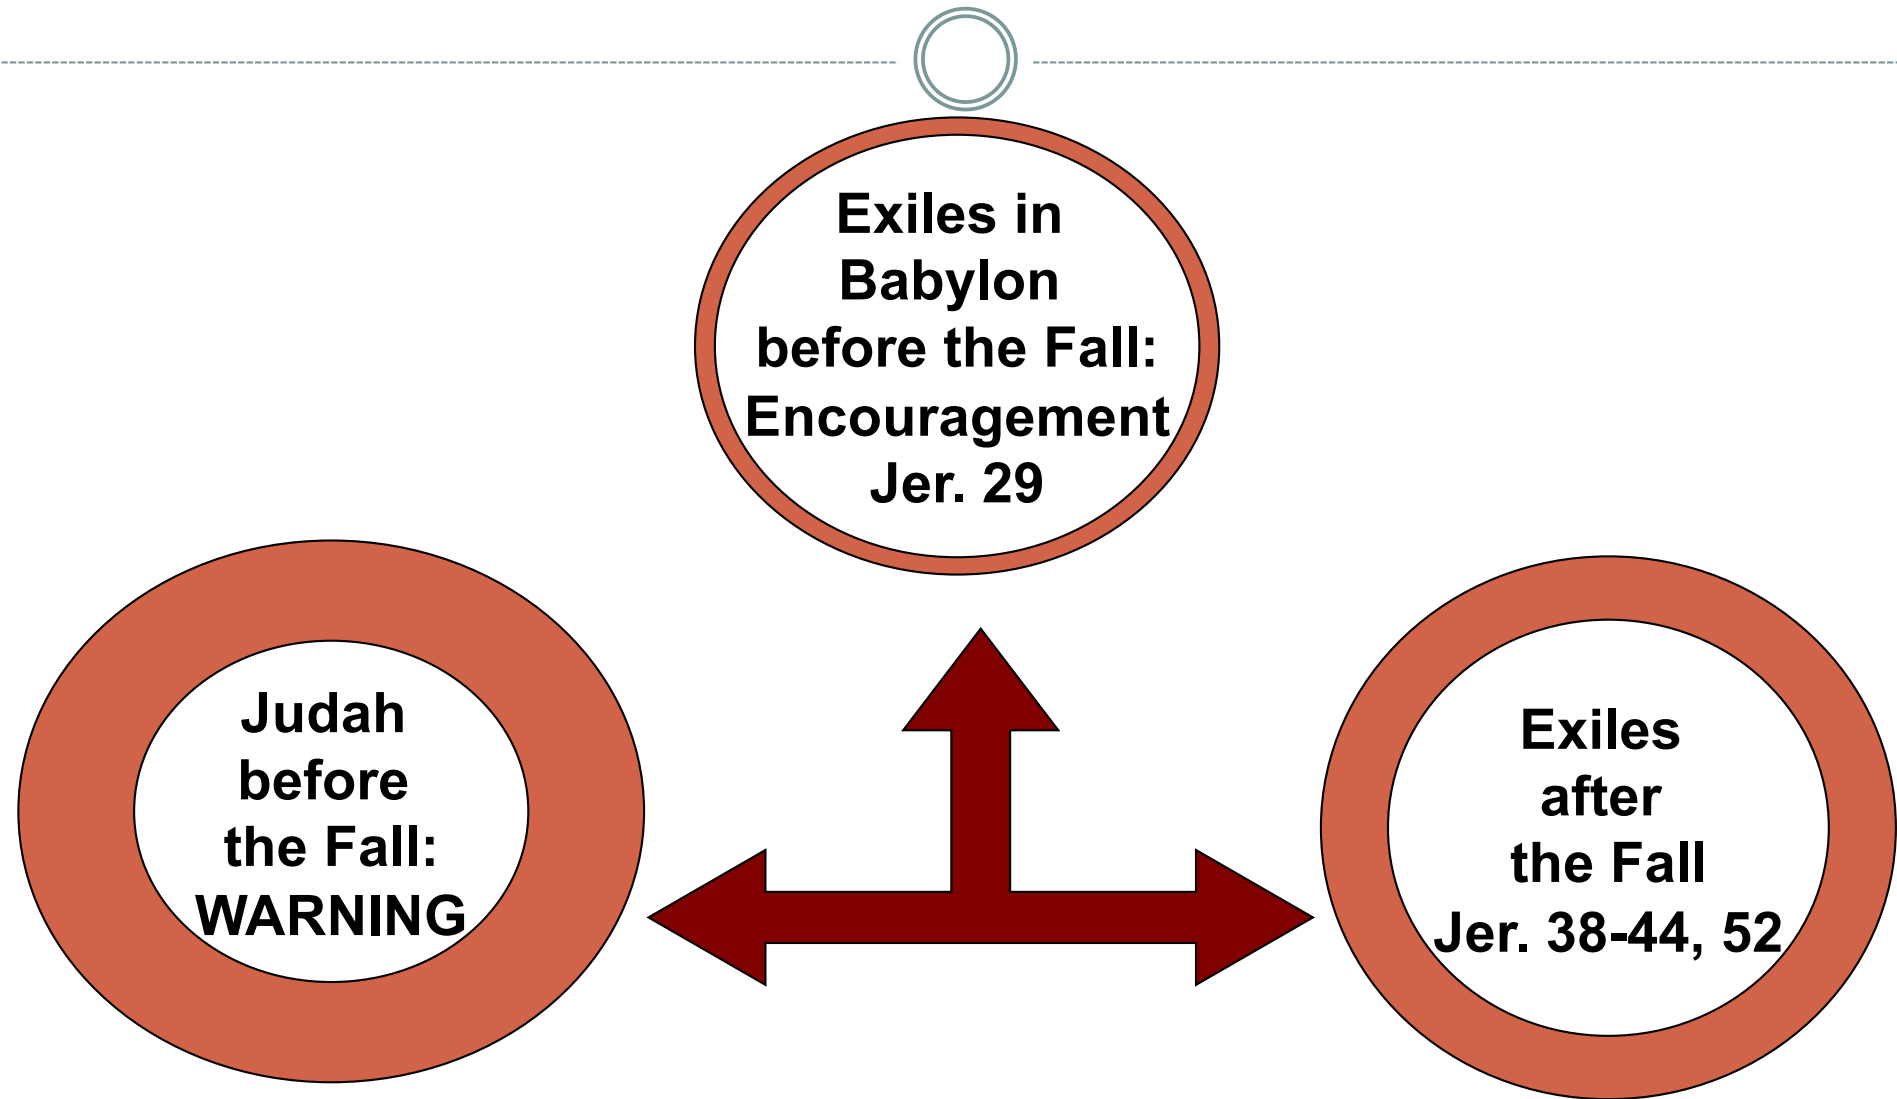 Exiles in
Babylon
before the Fall:
Encouragement
Jer. 29
Judah
before
the Fall:
WARNING
Exiles
after
the Fall
Jer. 38-44, 52